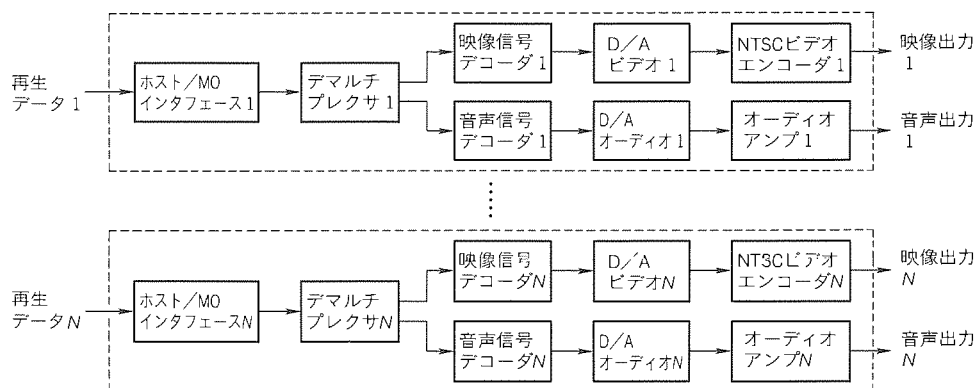 再生
データ1
ホスト／MO
インタフェース1
デマルチ
プレクサ1
映像信号
デコーダ1
D／A
ビデオ1
NTSCビデオ
エンコーダ1
映像出力
1
音声信号
デコーダ1
D／A
オーディオ1
オーディオ
アンプ1
音声出力
1
再生
データN
ホスト／MO
インタフェースN
デマルチ
プレクサN
映像信号
デコーダN
D／A
ビデオN
NTSCビデオ
エンコーダN
映像出力
N
音声信号
デコーダN
D／A
オーディオN
オーディオ
アンプN
音声出力
N